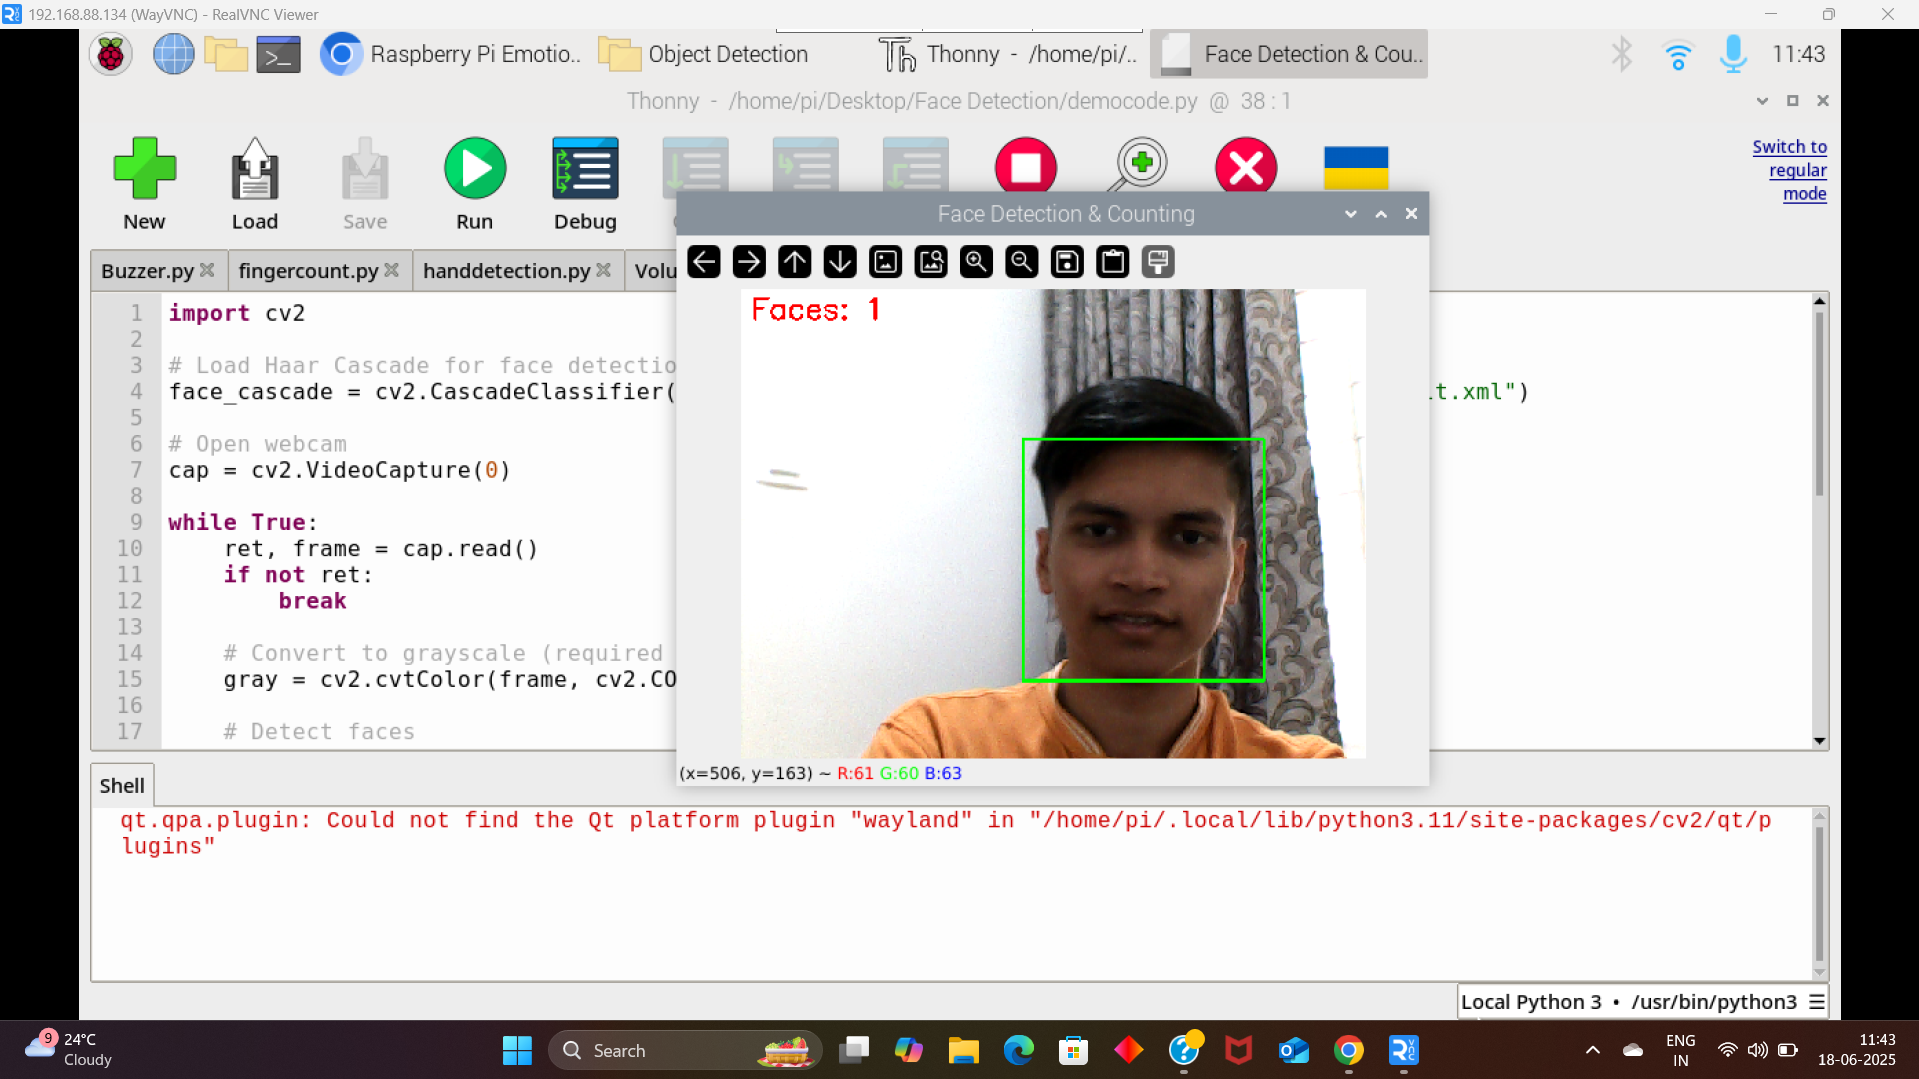 192.168.88.134 (WayVNC) - RealVNC Viewer
Raspberry Pi Emotio..
Object Detection
Thonny - /home/pi/..
Face Detection & Cou..
11:43
Thonny - /home/pi/Desktop/Face Detection/democode.py @ 38 : 1
New
Load
Save
Run
Debug
Switch to
regular
mode
Face Detection & Counting
Buzzer.py
fingercount.py
handdetection.py
Volu
1 import cv2
2
3 # Load Haar Cascade for face detectio
4 face_cascade = cv2.CascadeClassifier( t.xml")
5
6 # Open webcam
7 cap = cv2.VideoCapture(0)
8
9 while True:
10 ret, frame = cap.read()
11 if not ret:
12 break
13
14 # Convert to grayscale (required
15 gray = cv2.cvtColor(frame, cv2.CO
16
17 # Detect faces
Faces: 1
(x=506, y=163) ~ R:61 G:60 B:63
Shell
qt.qpa.plugin: Could not find the Qt platform plugin "wayland" in "/home/pi/.local/lib/python3.11/site-packages/cv2/qt/p
lugins"
Local Python 3 • /usr/bin/python3 ☰
9
24°C
Cloudy
Search
ENG
IN
11:43
18-06-2025